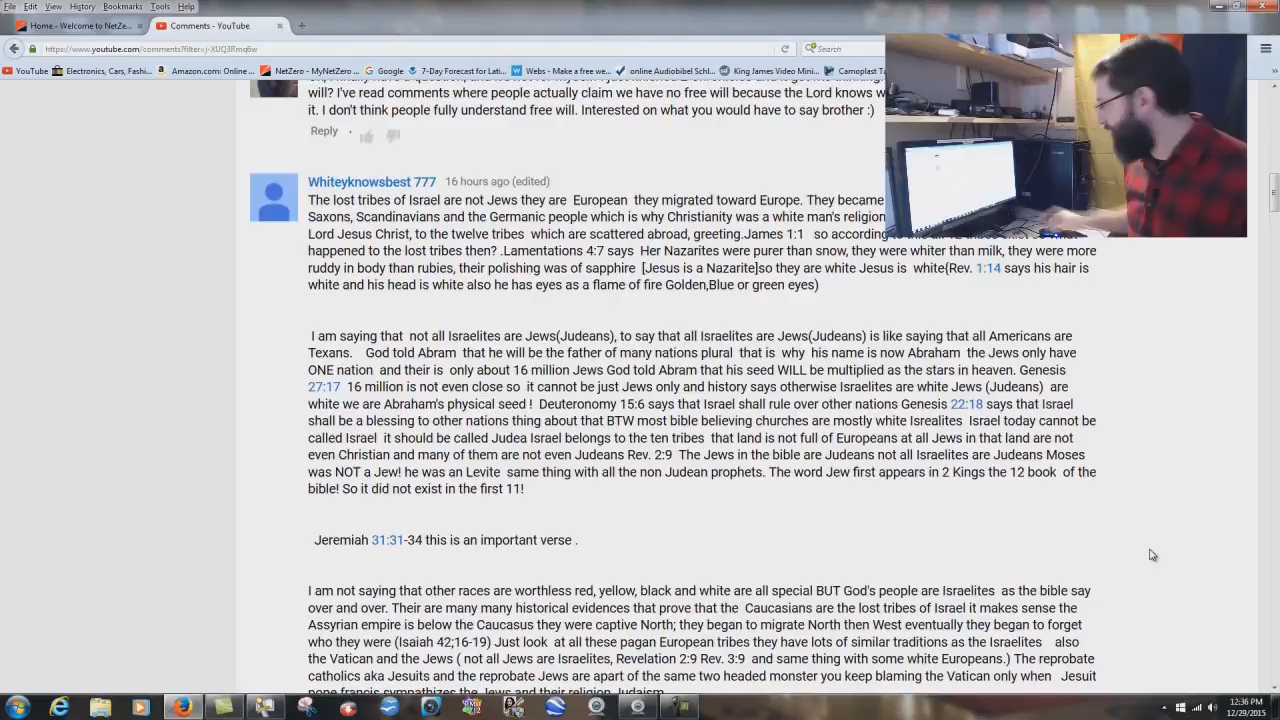 File Edit View History Bookmarks Tools Help
Home - Welcome to NetZe... × Comments - YouTube × +
https://www.youtube.com/comments?filter=j-XUQ3Rmq6w Search
YouTube Electronics, Cars, Fashi... Amazon.com: Online ... NetZero - MyNetZero ... Google 7-Day Forecast for Lati... Webs - Make a free we... online Audiobibel Schl... King James Video Mini... Camoplast Ta
will? I've read comments where people actually claim we have no free will because the Lord knows w
it. I don't think people fully understand free will. Interested on what you would have to say brother :)
Reply ·
Whiteyknowsbest 777 16 hours ago (edited)
The lost tribes of Israel are not Jews they are European they migrated toward Europe. They became
Saxons, Scandinavians and the Germanic people which is why Christianity was a white man's religion
Lord Jesus Christ, to the twelve tribes which are scattered abroad, greeting.James 1:1 so according
happened to the lost tribes then? .Lamentations 4:7 says Her Nazarites were purer than snow, they were whiter than milk, they were more
ruddy in body than rubies, their polishing was of sapphire [Jesus is a Nazarite]so they are white Jesus is white{Rev. 1:14 says his hair is
white and his head is white also he has eyes as a flame of fire Golden,Blue or green eyes)
I am saying that not all Israelites are Jews(Judeans), to say that all Israelites are Jews(Judeans) is like saying that all Americans are
Texans. God told Abram that he will be the father of many nations plural that is why his name is now Abraham the Jews only have
ONE nation and their is only about 16 million Jews God told Abram that his seed WILL be multiplied as the stars in heaven. Genesis
27:17 16 million is not even close so it cannot be just Jews only and history says otherwise Israelites are white Jews (Judeans) are
white we are Abraham's physical seed ! Deuteronomy 15:6 says that Israel shall rule over other nations Genesis 22:18 says that Israel
shall be a blessing to other nations thing about that BTW most bible believing churches are mostly white Isrealites Israel today cannot be
called Israel it should be called Judea Israel belongs to the ten tribes that land is not full of Europeans at all Jews in that land are not
even Christian and many of them are not even Judeans Rev. 2:9 The Jews in the bible are Judeans not all Israelites are Judeans Moses
was NOT a Jew! he was an Levite same thing with all the non Judean prophets. The word Jew first appears in 2 Kings the 12 book of the
bible! So it did not exist in the first 11!
Jeremiah 31:31-34 this is an important verse .
I am not saying that other races are worthless red, yellow, black and white are all special BUT God's people are Israelites as the bible say
over and over. Their are many many historical evidences that prove that the Caucasians are the lost tribes of Israel it makes sense the
Assyrian empire is below the Caucasus they were captive North; they began to migrate North then West eventually they began to forget
who they were (Isaiah 42;16-19) Just look at all these pagan European tribes they have lots of similar traditions as the Israelites also
the Vatican and the Jews ( not all Jews are Israelites, Revelation 2:9 Rev. 3:9 and same thing with some white Europeans.) The reprobate
catholics aka Jesuits and the reprobate Jews are apart of the same two headed monster you keep blaming the Vatican only when Jesuit
pope francis sympathizes the Jews and their religion Judaism
12:36 PM
12/29/2015